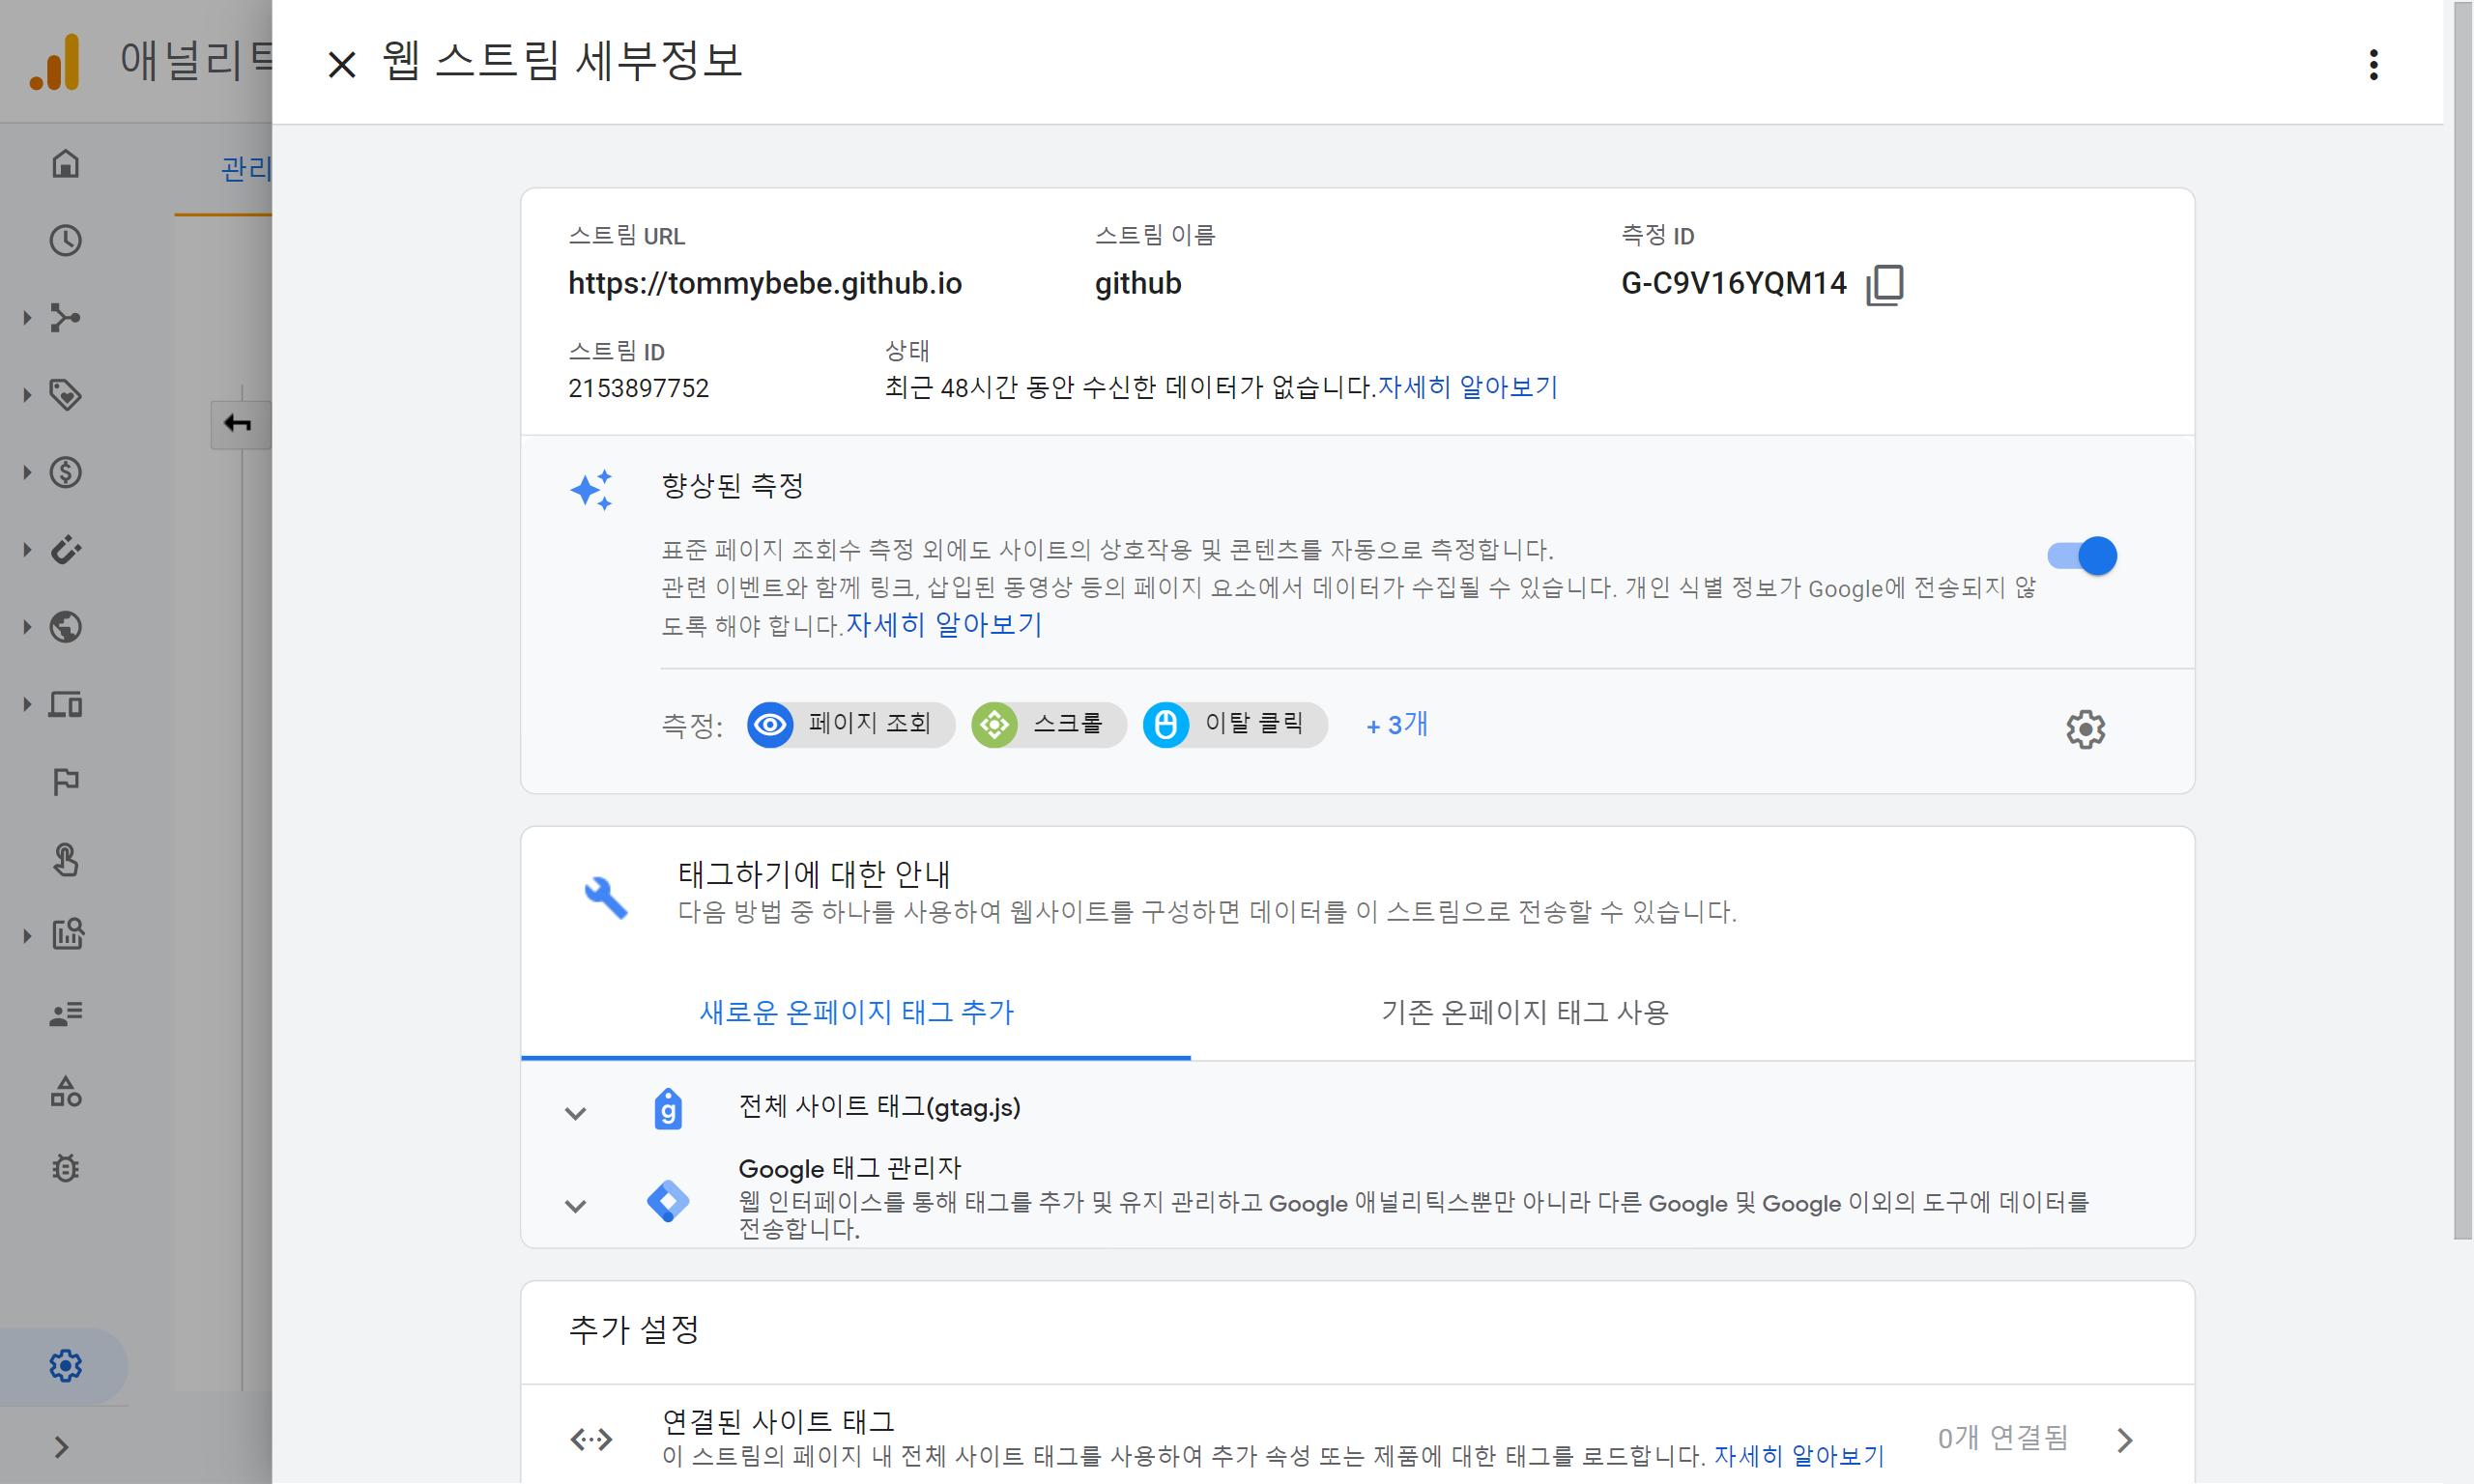 애널리틱
웹 스트림 세부정보
관리
스트림 URL
스트림 이름
측정 ID
https://tommybebe.github.io
github
G-C9V16YQM14
스트림 ID
상태
2153897752
최근 48시간 동안 수신한 데이터가 없습니다.자세히 알아보기
향상된 측정
표준 페이지 조회수 측정 외에도 사이트의 상호작용 및 콘텐츠를 자동으로 측정합니다.
관련 이벤트와 함께 링크, 삽입된 동영상 등의 페이지 요소에서 데이터가 수집될 수 있습니다. 개인 식별 정보가 Google에 전송되지 않
도록 해야 합니다.자세히 알아보기
측정: 페이지 조회 스크롤 이탈 클릭 + 3개
태그하기에 대한 안내
다음 방법 중 하나를 사용하여 웹사이트를 구성하면 데이터를 이 스트림으로 전송할 수 있습니다.
새로운 온페이지 태그 추가
기존 온페이지 태그 사용
전체 사이트 태그(gtag.js)
Google 태그 관리자
웹 인터페이스를 통해 태그를 추가 및 유지 관리하고 Google 애널리틱스뿐만 아니라 다른 Google 및 Google 이외의 도구에 데이터를
전송합니다.
추가 설정
연결된 사이트 태그
이 스트림의 페이지 내 전체 사이트 태그를 사용하여 추가 속성 또는 제품에 대한 태그를 로드합니다. 자세히 알아보기
0개 연결됨